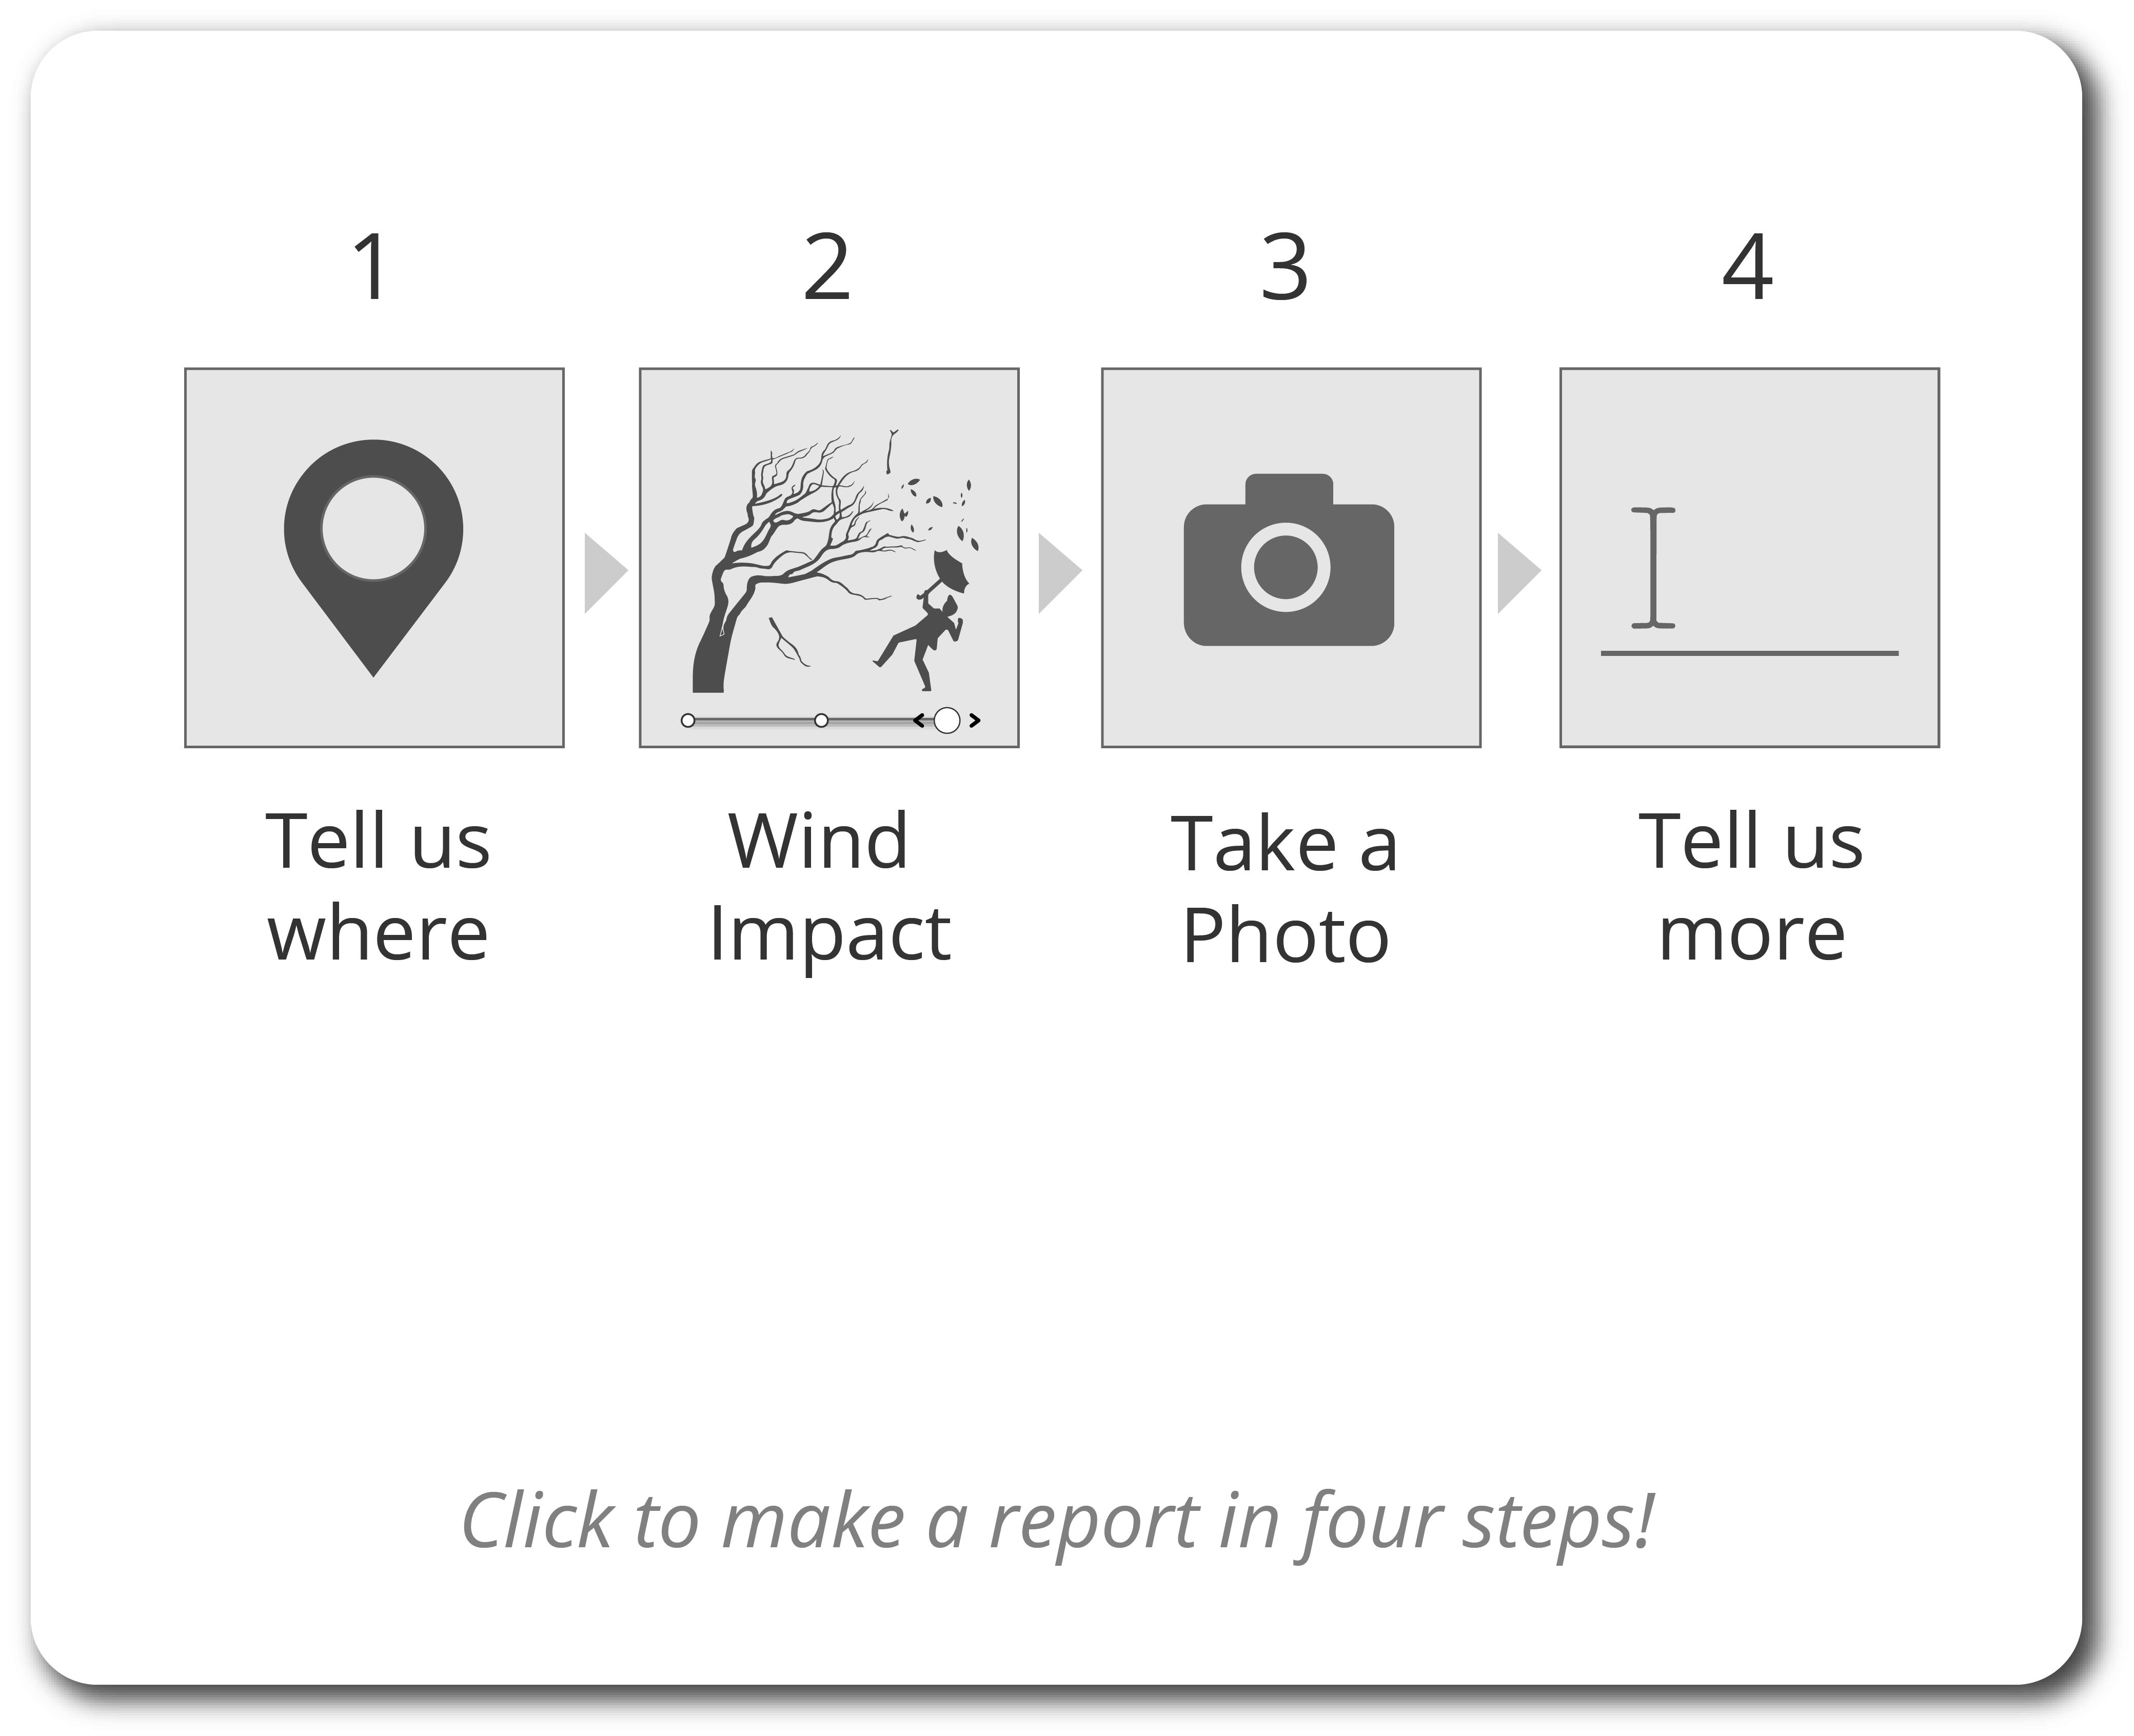 1
2
3
4
Tell us
where
Wind
Impact
Take a
Photo
Tell us
more
Click to make a report in four steps!